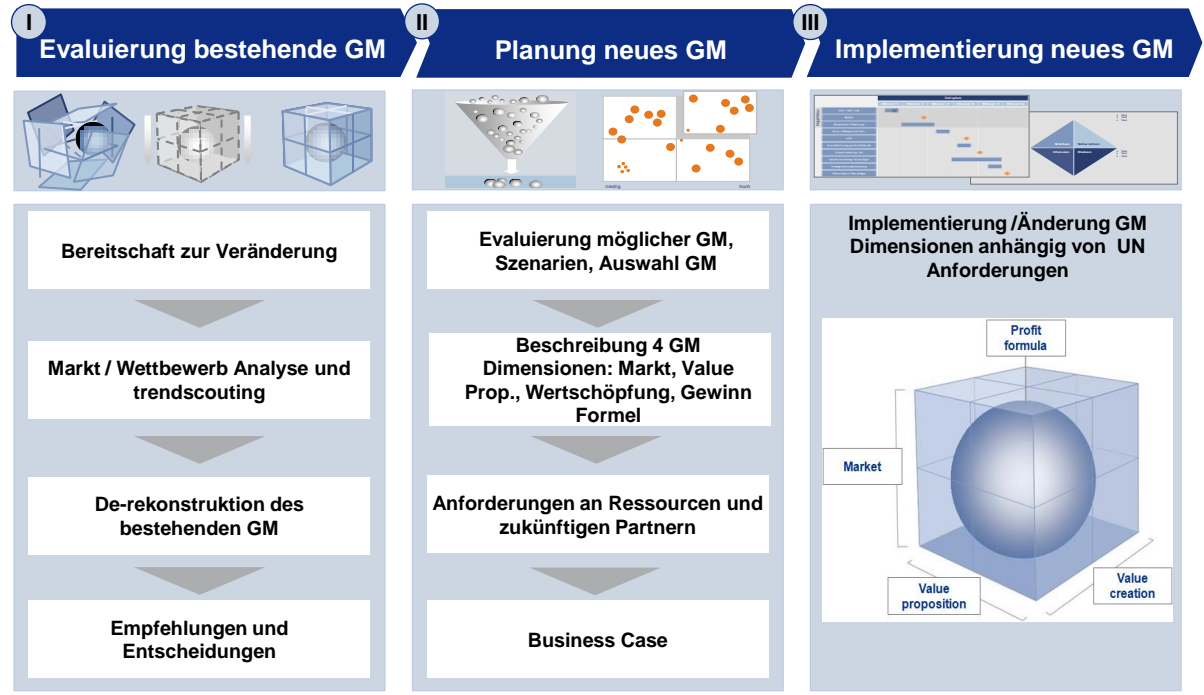 I
Evaluierung bestehende GM
II
Planung neues GM
III
Implementierung neues GM
niedrig
hoch
Bereitschaft zur Veränderung
Markt / Wettbewerb Analyse und
trendscouting
De-rekonstruktion des
bestehenden GM
Empfehlungen und
Entscheidungen
Evaluierung möglicher GM,
Szenarien, Auswahl GM
Beschreibung 4 GM
Dimensionen: Markt, Value
Prop., Wertschöpfung, Gewinn
Formel
Anforderungen an Ressourcen und
zukünftigen Partnern
Business Case
Implementierung /Änderung GM
Dimensionen anhängig von UN
Anforderungen
Profit
formula
Market
Value
proposition
Value
creation